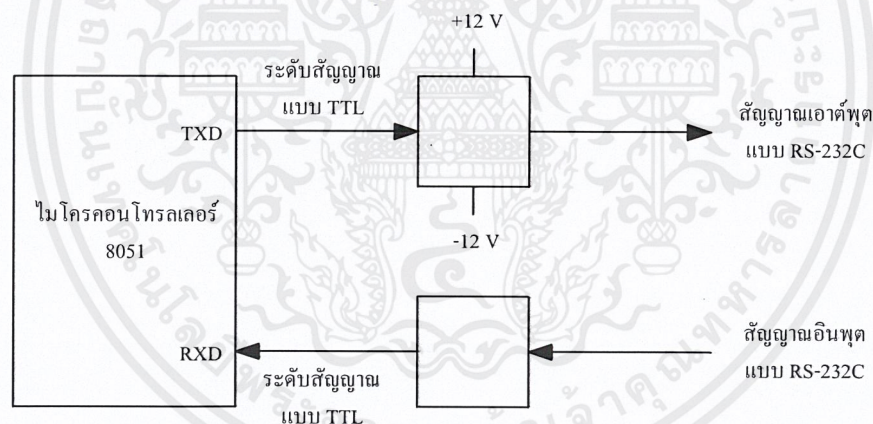 +12 V
ระดับสัญญาณ
แบบ TTL
TXD
สัญญาณเอาต์พุต
แบบ RS-232C
ไมโครคอนโทรลเลอร์
8051
-12 V
RXD
ระดับสัญญาณ
แบบ TTL
สัญญาณอินพุต
แบบ RS-232C